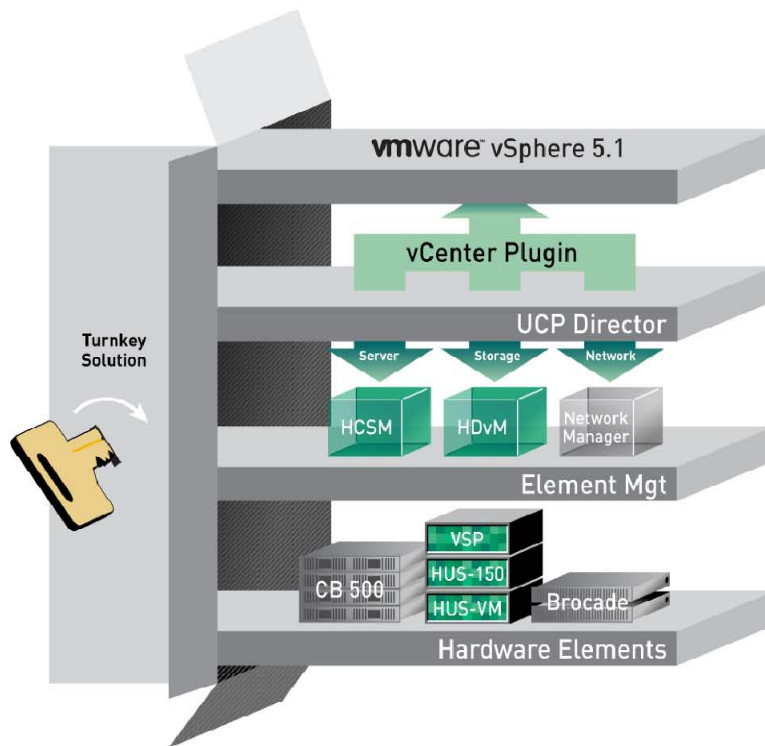 vmware™ vSphere 5.1
vCenter Plugin
UCP Director
Turnkey
Solution
Server
Storage
Network
HCSM
HDvM
Network
Manager
Element Mgt
CB 500
VSP
HUS-150
HUS-VM
Brocade
Hardware Elements